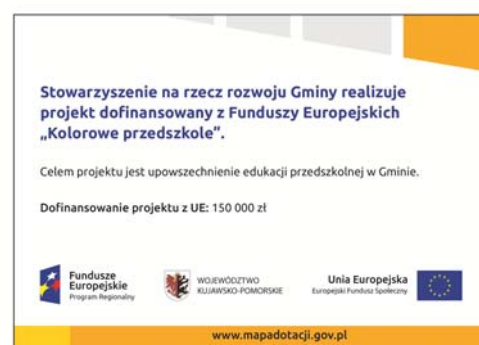 Stowarzyszenie na rzecz rozwoju Gminy realizuje
projekt dofinansowany z Funduszy Europejskich
„Kolorowe przedszkole”.
Celem projektu jest upowszechnienie edukacji przedszkolnej w Gminie.
Dofinansowanie projektu z UE: 150 000 zł
Fundusze
Europejskie
Program Regionalny
WOJEWÓDZTWO
KUJAWSKO-POMORSKIE
Unia Europejska
Europejski Fundusz Społeczny
www.mapadotacji.gov.pl